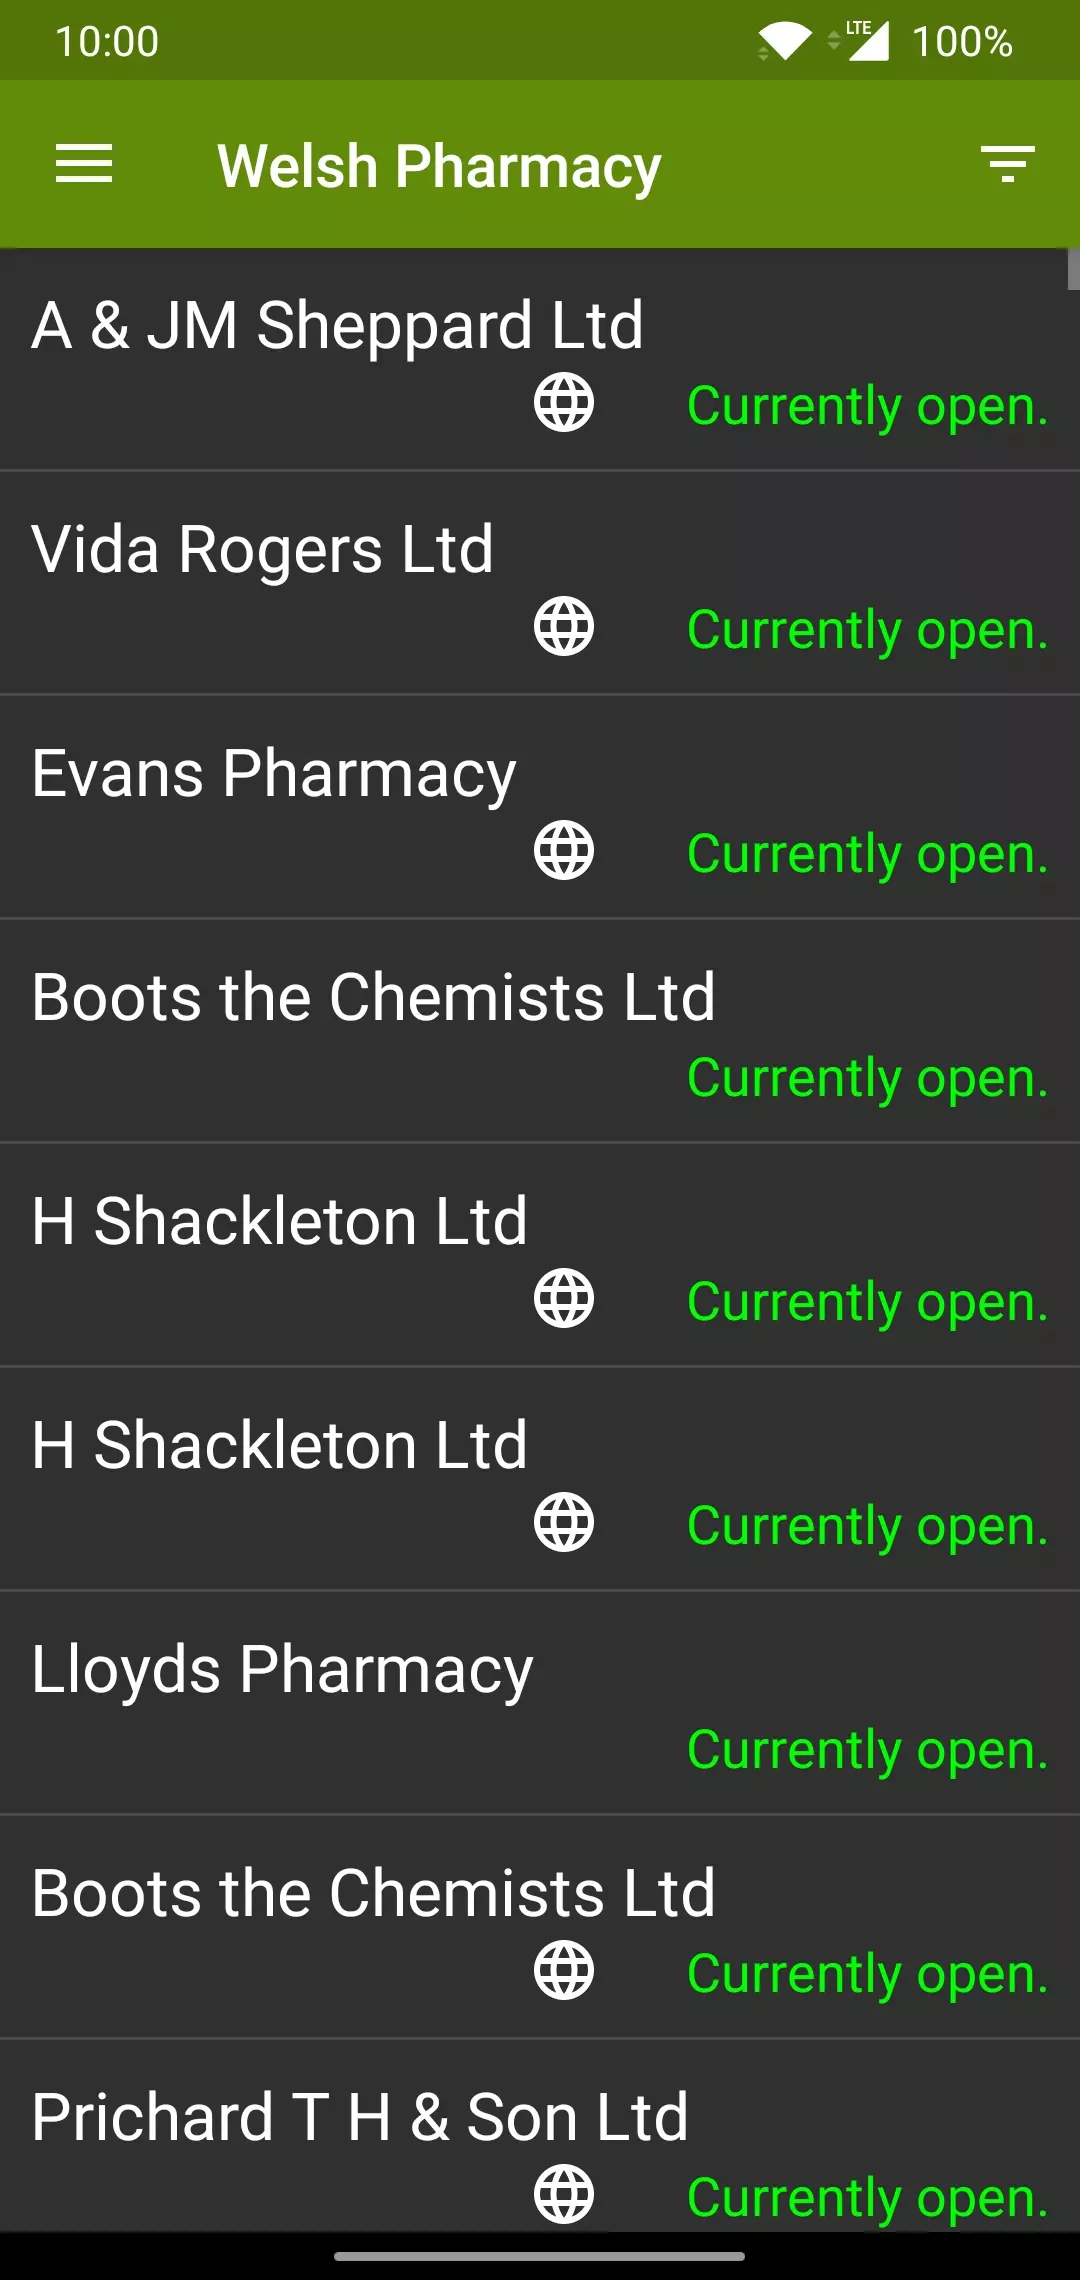 10:00
LTE
100%
Welsh Pharmacy
A & JM Sheppard Ltd
Currently open.
Vida Rogers Ltd
Currently open.
Evans Pharmacy
Currently open.
Boots the Chemists Ltd
Currently open.
H Shackleton Ltd
Currently open.
H Shackleton Ltd
Currently open.
Lloyds Pharmacy
Currently open.
Boots the Chemists Ltd
Currently open.
Prichard T H & Son Ltd
Currently open.